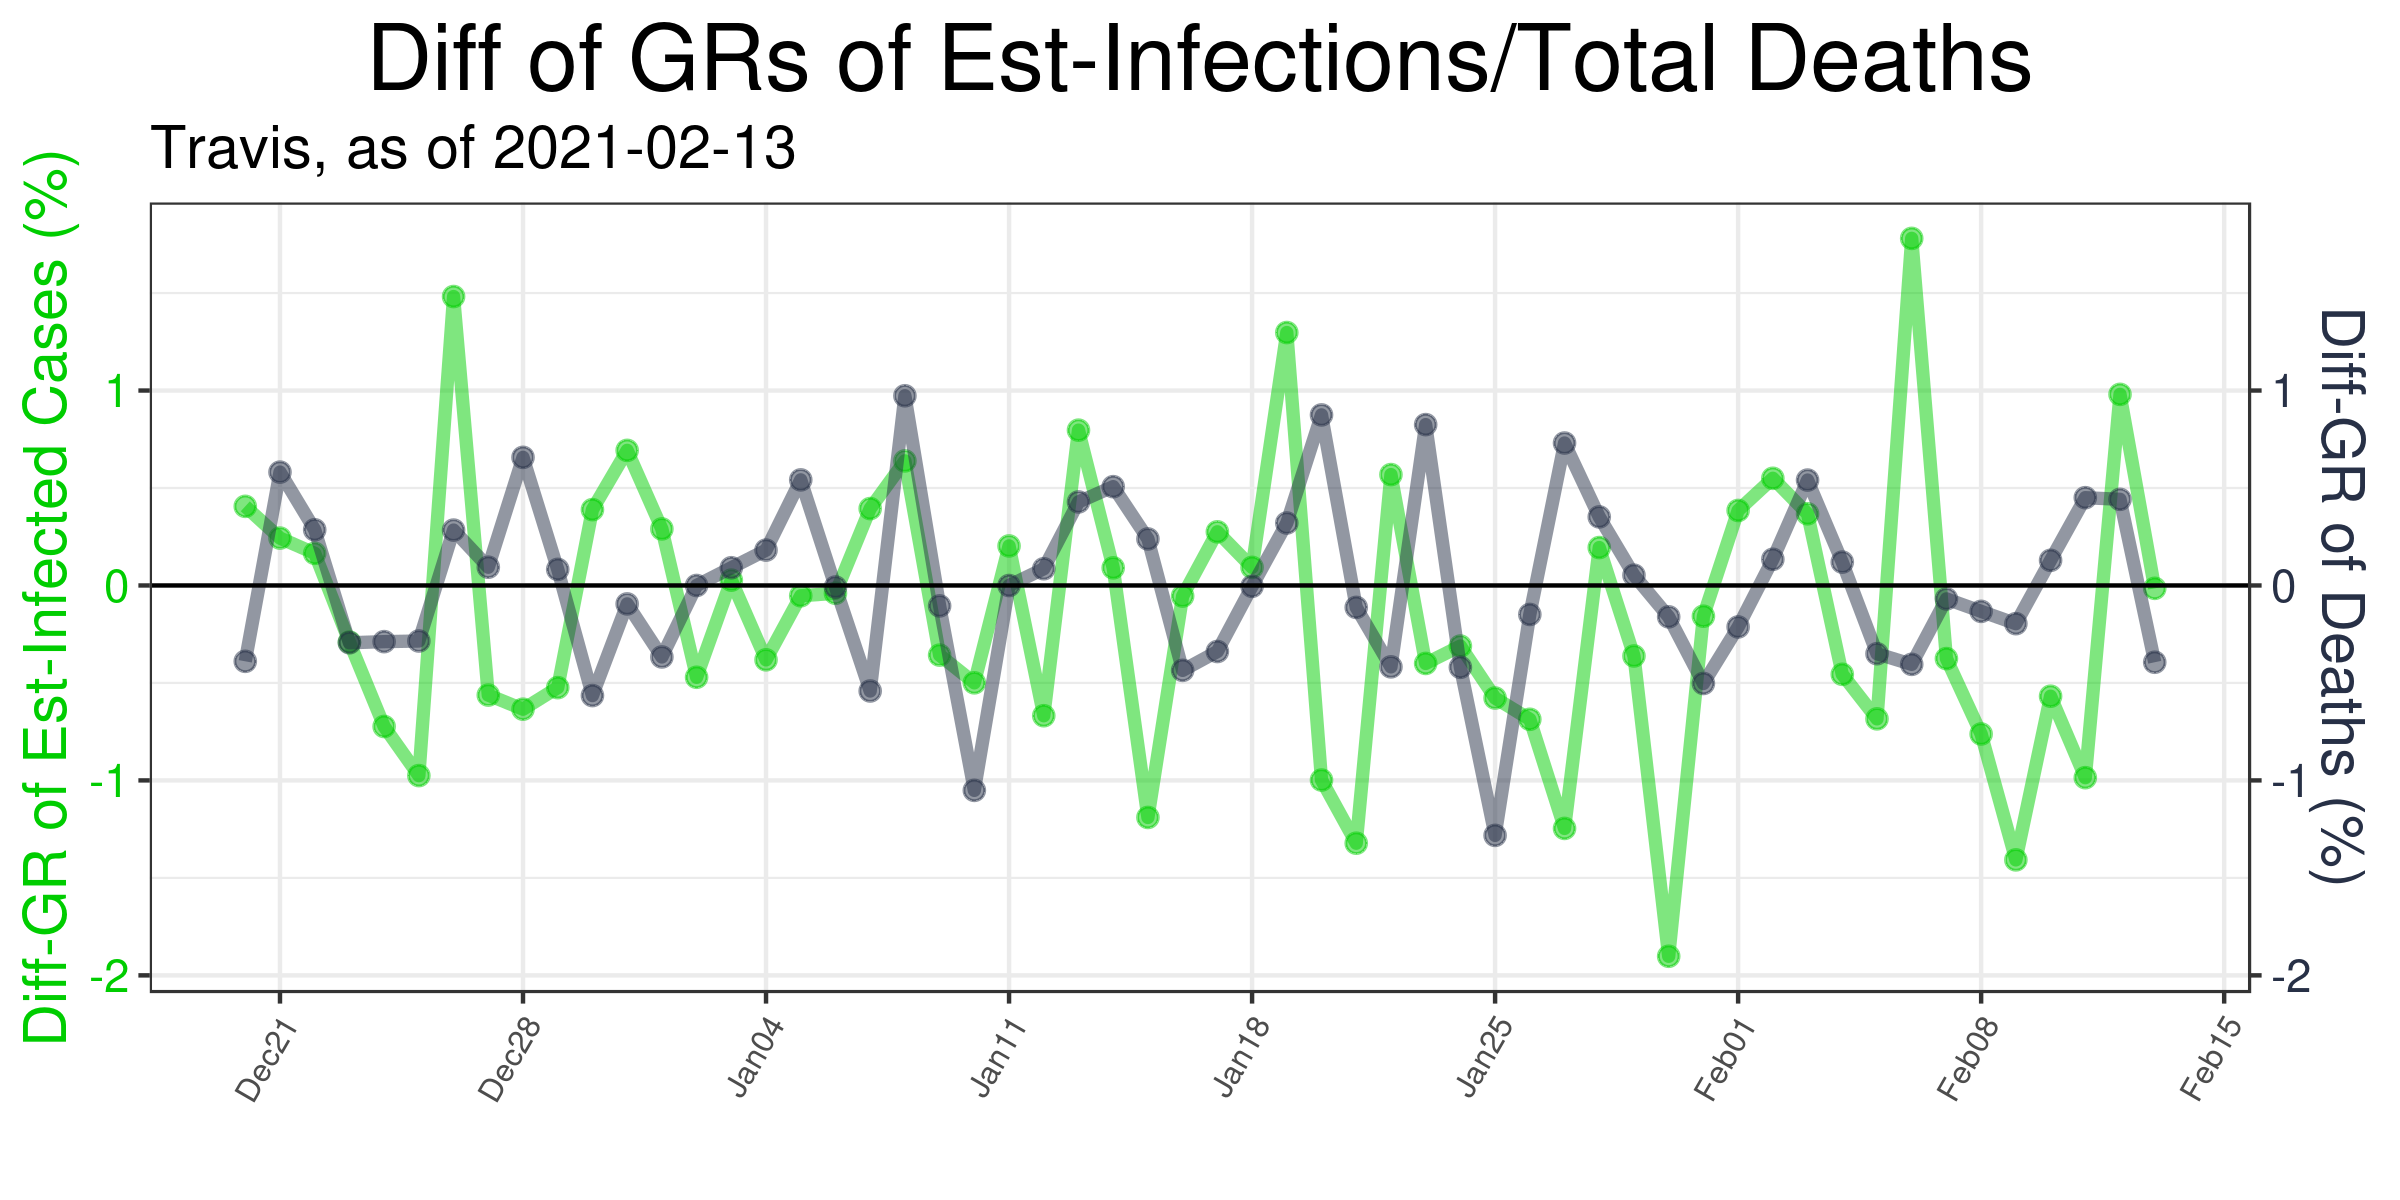 Diff of GRs of Est-Infections/Total Deaths
Travis, as of 2021-02-13
Diff-GR of Est-Infected Cases (%)
1
0
-1
-2
1
0
-1
-2
Diff-GR of Deaths (%)
Dec21
Dec28
Jan04
Jan11
Jan18
Jan25
Feb01
Feb08
Feb15